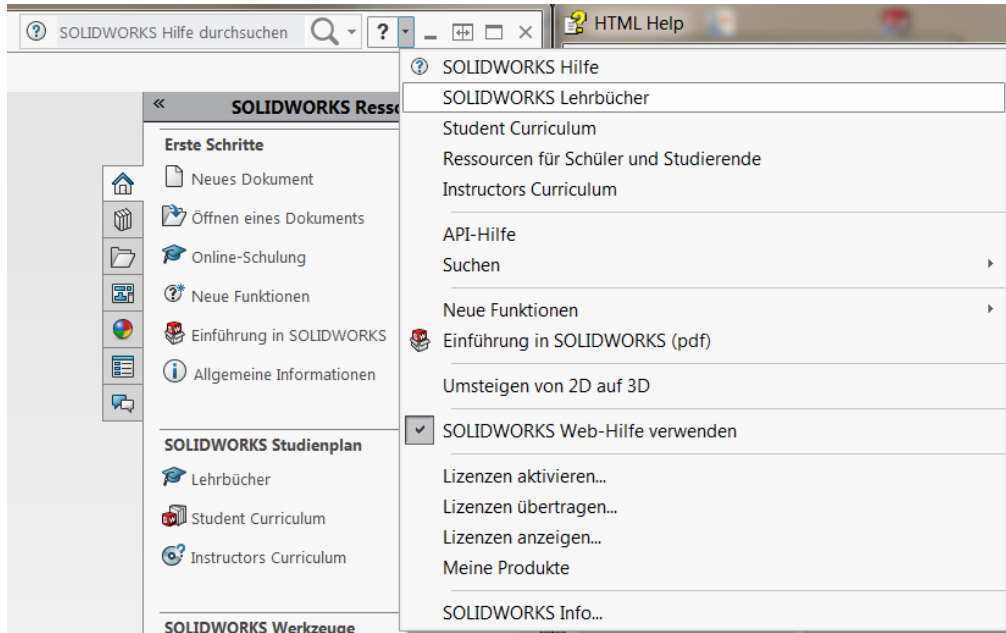 SOLIDWORKS Hilfe durchsuchen
?
HTML Help
SOLIDWORKS Resso
Erste Schritte
Neues Dokument
Öffnen eines Dokuments
Online-Schulung
Neue Funktionen
Einführung in SOLIDWORKS
Allgemeine Informationen
SOLIDWORKS Studienplan
Lehrbücher
Student Curriculum
Instructors Curriculum
SOLIDWORKS Werkzeuge
SOLIDWORKS Hilfe
SOLIDWORKS Lehrbücher
Student Curriculum
Ressourcen für Schüler und Studierende
Instructors Curriculum
API-Hilfe
Suchen
Neue Funktionen
Einführung in SOLIDWORKS (pdf)
Umsteigen von 2D auf 3D
SOLIDWORKS Web-Hilfe verwenden
Lizenzen aktivieren...
Lizenzen übertragen...
Lizenzen anzeigen...
Meine Produkte
SOLIDWORKS Info...